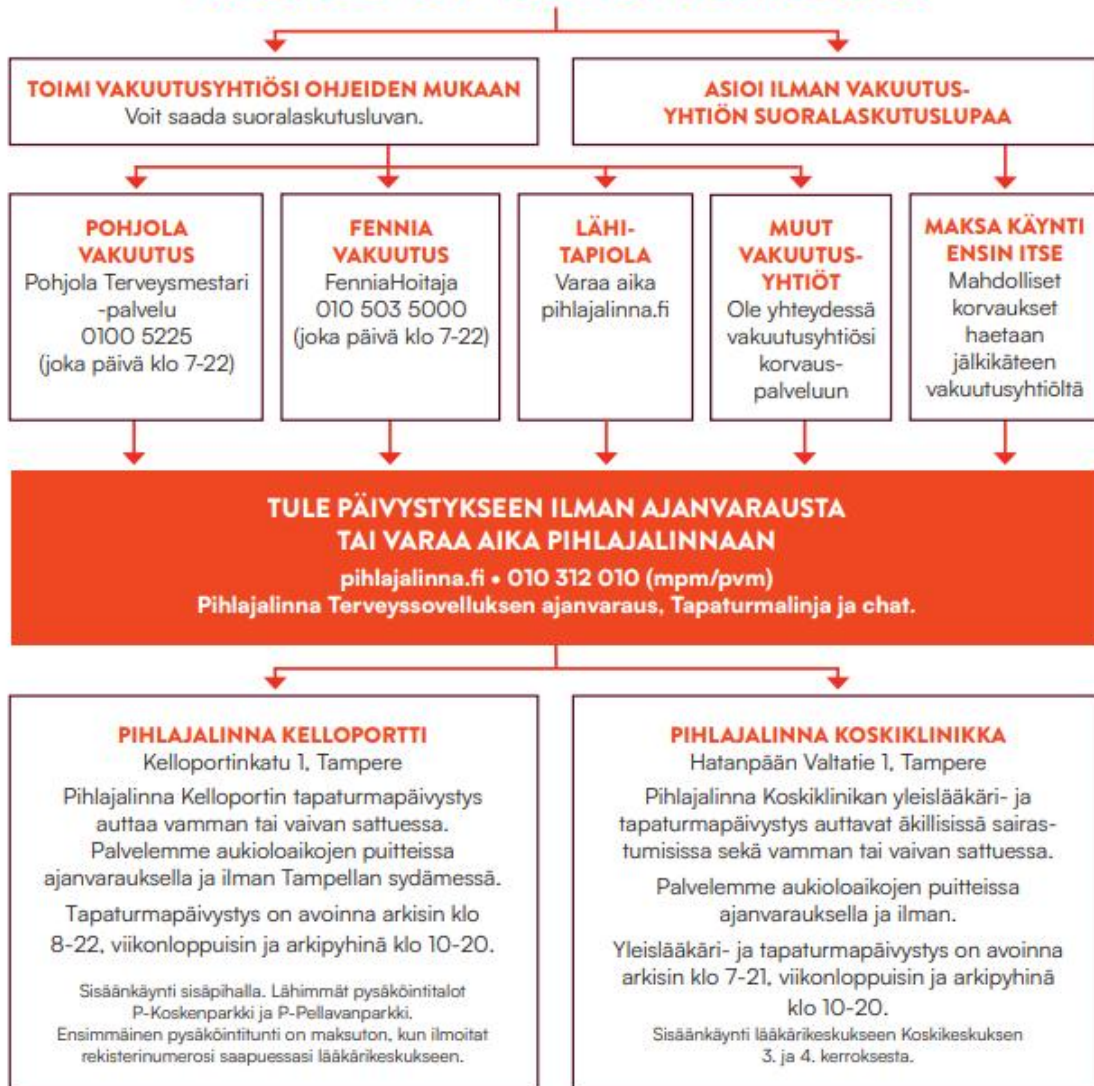 TOIMI VAKUUTUSYHTIÖSI OHJEIDEN MUKAAN
Voit saada suoralaskutusluvan.
ASIOI ILMAN VAKUUTUS-
YHTIÖN SUORALASKUTUSLUPAA
POHJOLA
VAKUUTUS
Pohjola Terveysmestari
-palvelu
0100 5225
(joka päivä klo 7-22)
FENNIA
VAKUUTUS
FenniaHoitaja
010 503 5000
(joka päivä klo 7-22)
LÄHI-
TAPIOLA
Varaa aika
pihlajalinna.fi
MUUT
VAKUUTUS-
YHTIÖT
Ole yhteydessä
vakuutusyhtiösi
korvaus-
palveluun
MAKSA KÄYNTI
ENSIN ITSE
Mahdolliset
korvaukset
haetaan
jälkikäteen
vakuutusyhtiöltä
TULE PÄIVYSTYKSEEN ILMAN AJANVARAUSTA
TAI VARAA AIKA PIHLAJALINNAAN
pihlajalinna.fi • 010 312 010 (mpm/pvm)
Pihlajalinna Terveyssovelluksen ajanvaraus, Tapaturmalinja ja chat.
PIHLAJALINNA KELLOPORTTI
Kelloportinkatu 1, Tampere
Pihlajalinna Kelloportin tapaturmapäivystys
auttaa vamman tai vaivan sattuessa.
Palvelemme aukioloaikojen puitteissa
ajanvarauksella ja ilman Tampellan sydämessä.
Tapaturmapäivystys on avoinna arkisin klo
8-22, viikonloppuisin ja arkipyhinä klo 10-20.
Sisäänkäynti sisäpihalla. Lähimmät pysäköintitalot
P-Koskenparkki ja P-Pellavanparkki.
Ensimmäinen pysäköintitunti on maksuton, kun ilmoitat
rekisterinumerosi saapuessasi lääkärikeskukseen.
PIHLAJALINNA KOSKIKLINIKKA
Hatanpään Valtatie 1, Tampere
Pihlajalinna Koskiklinikan yleislääkäri- ja
tapaturmapäivystys auttavat äkillisissä sairas-
tumisissa sekä vamman tai vaivan sattuessa.
Palvelemme aukioloaikojen puitteissa
ajanvarauksella ja ilman.
Yleislääkäri- ja tapaturmapäivystys on avoinna
arkisin klo 7-21, viikonloppuisin ja arkipyhinä
klo 10-20.
Sisäänkäynti lääkärikeskukseen Koskikeskuksen
3. ja 4. kerroksesta.